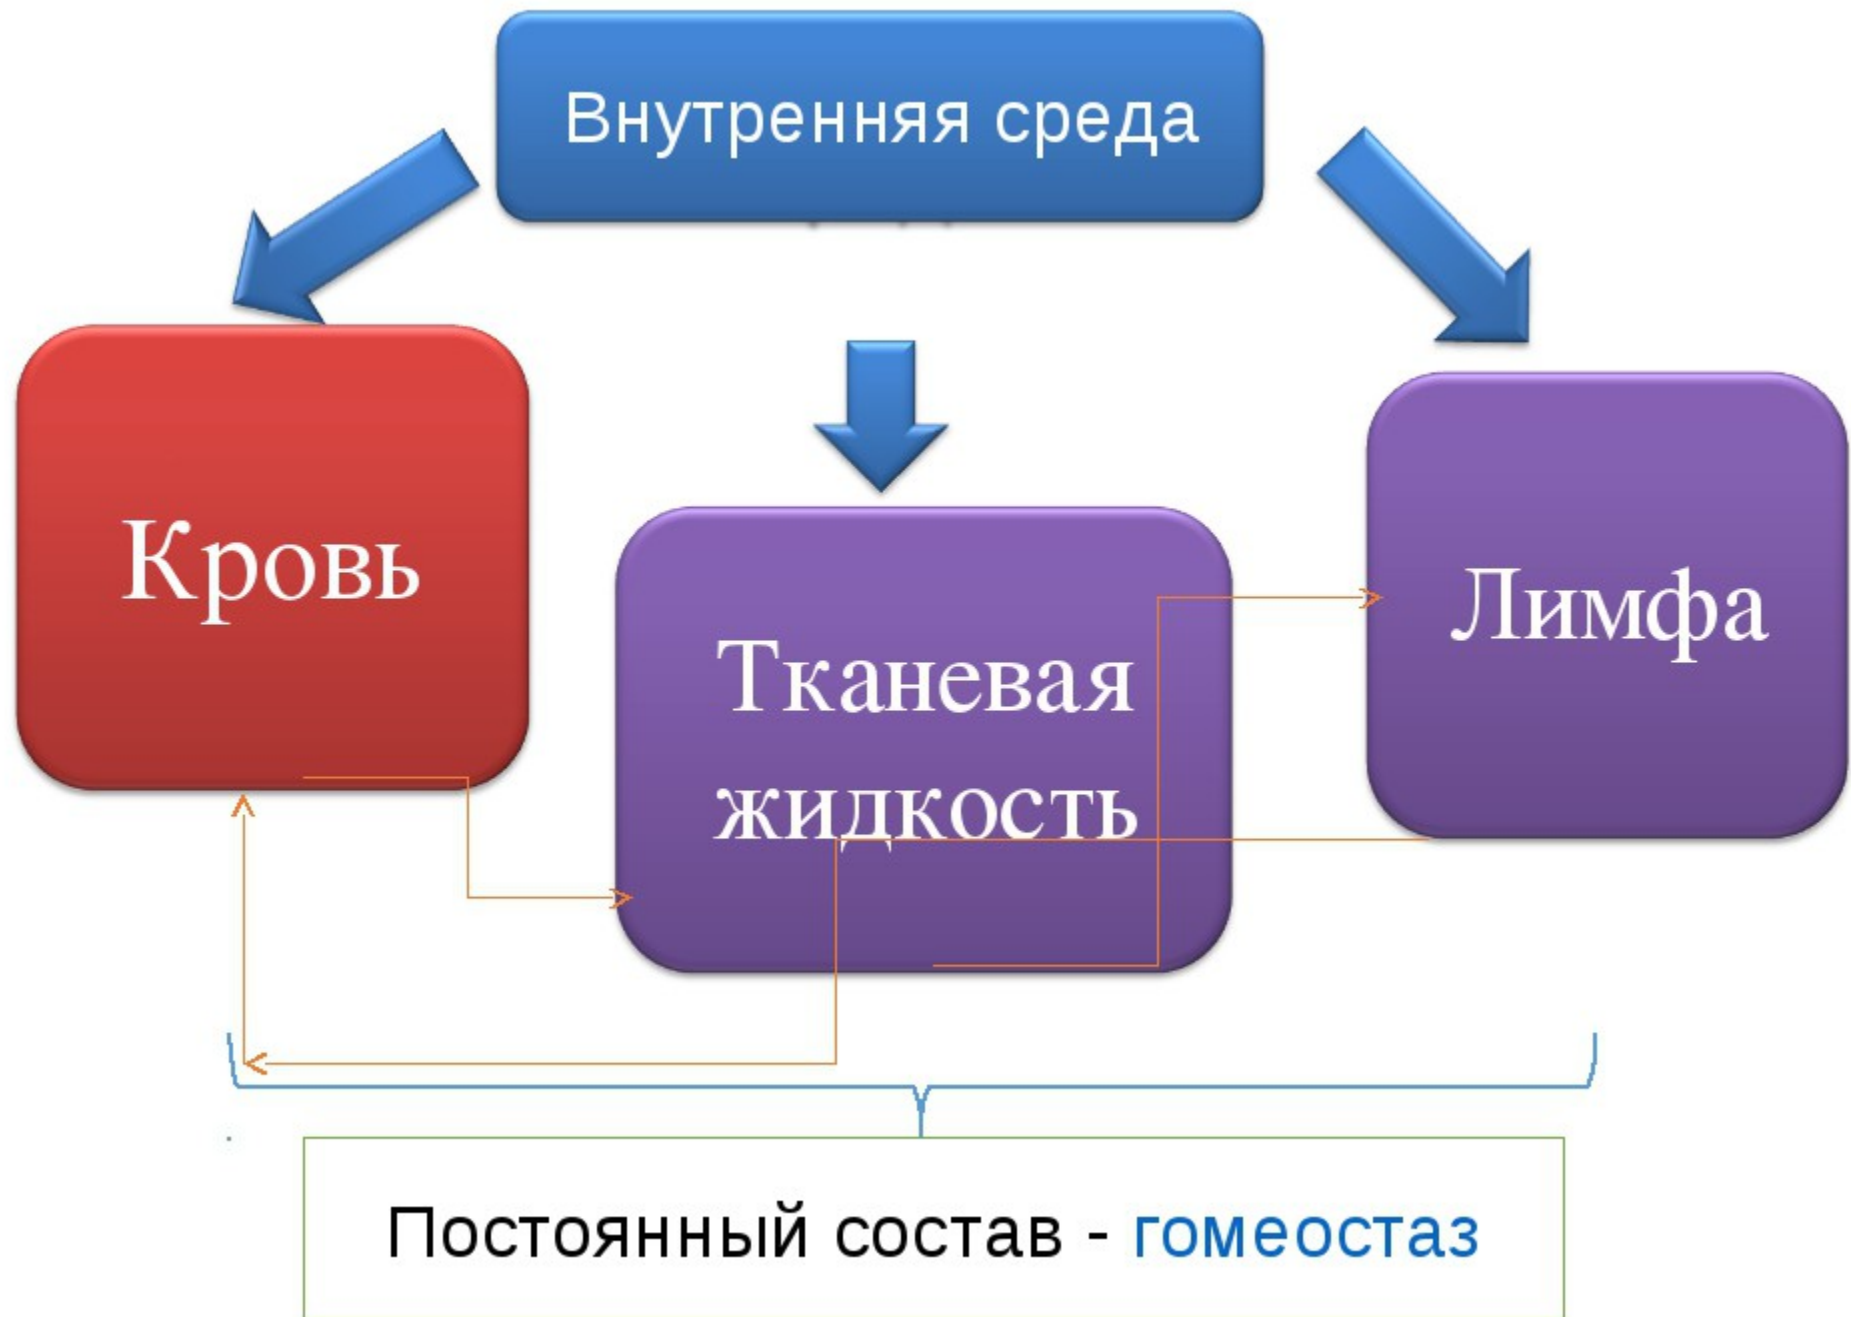 Внутренняя среда
Кровь
Тканевая
жидкость
Лимфа
Постоянный состав - гомеостаз